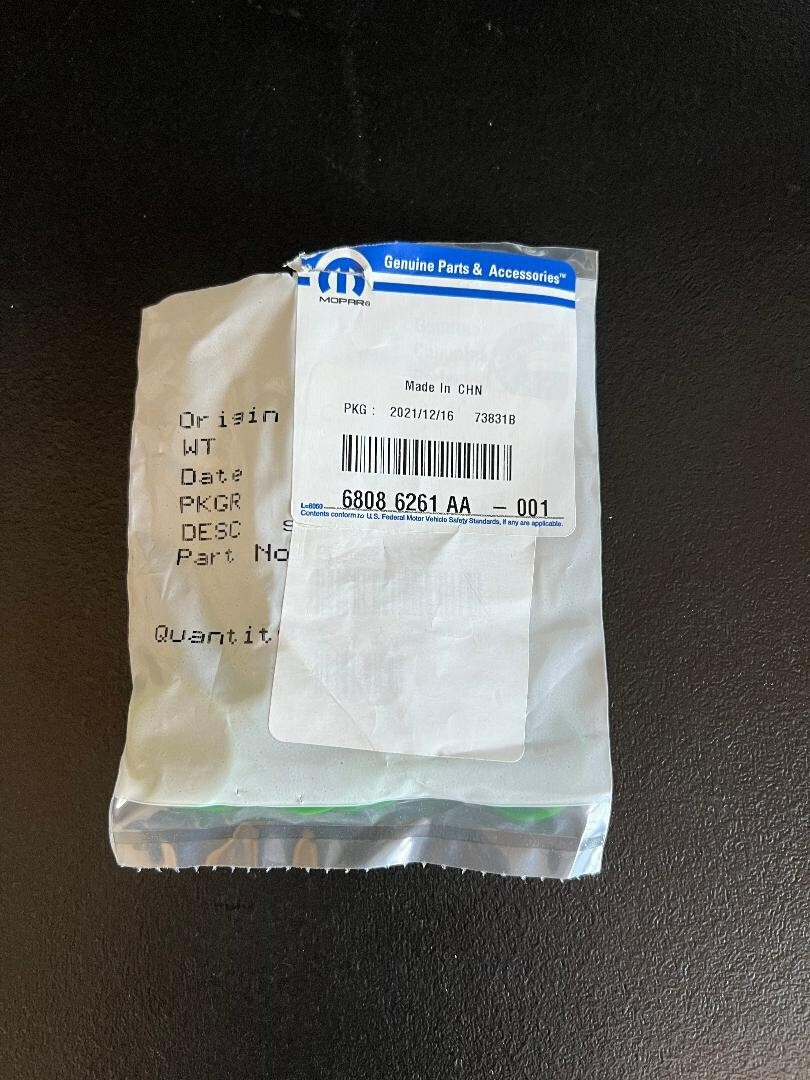 Genuine Parts & Accessories™
MOPAR®
Made In CHN
PKG : 2021/12/16 73831B
6808 6261 AA - 001
L=6060
Contents conform to U.S. Federal Motor Vehicle Safety Standards, if any are applicable.
Origin
WT
Date
PKGR
DESC S
Part No
Quantit